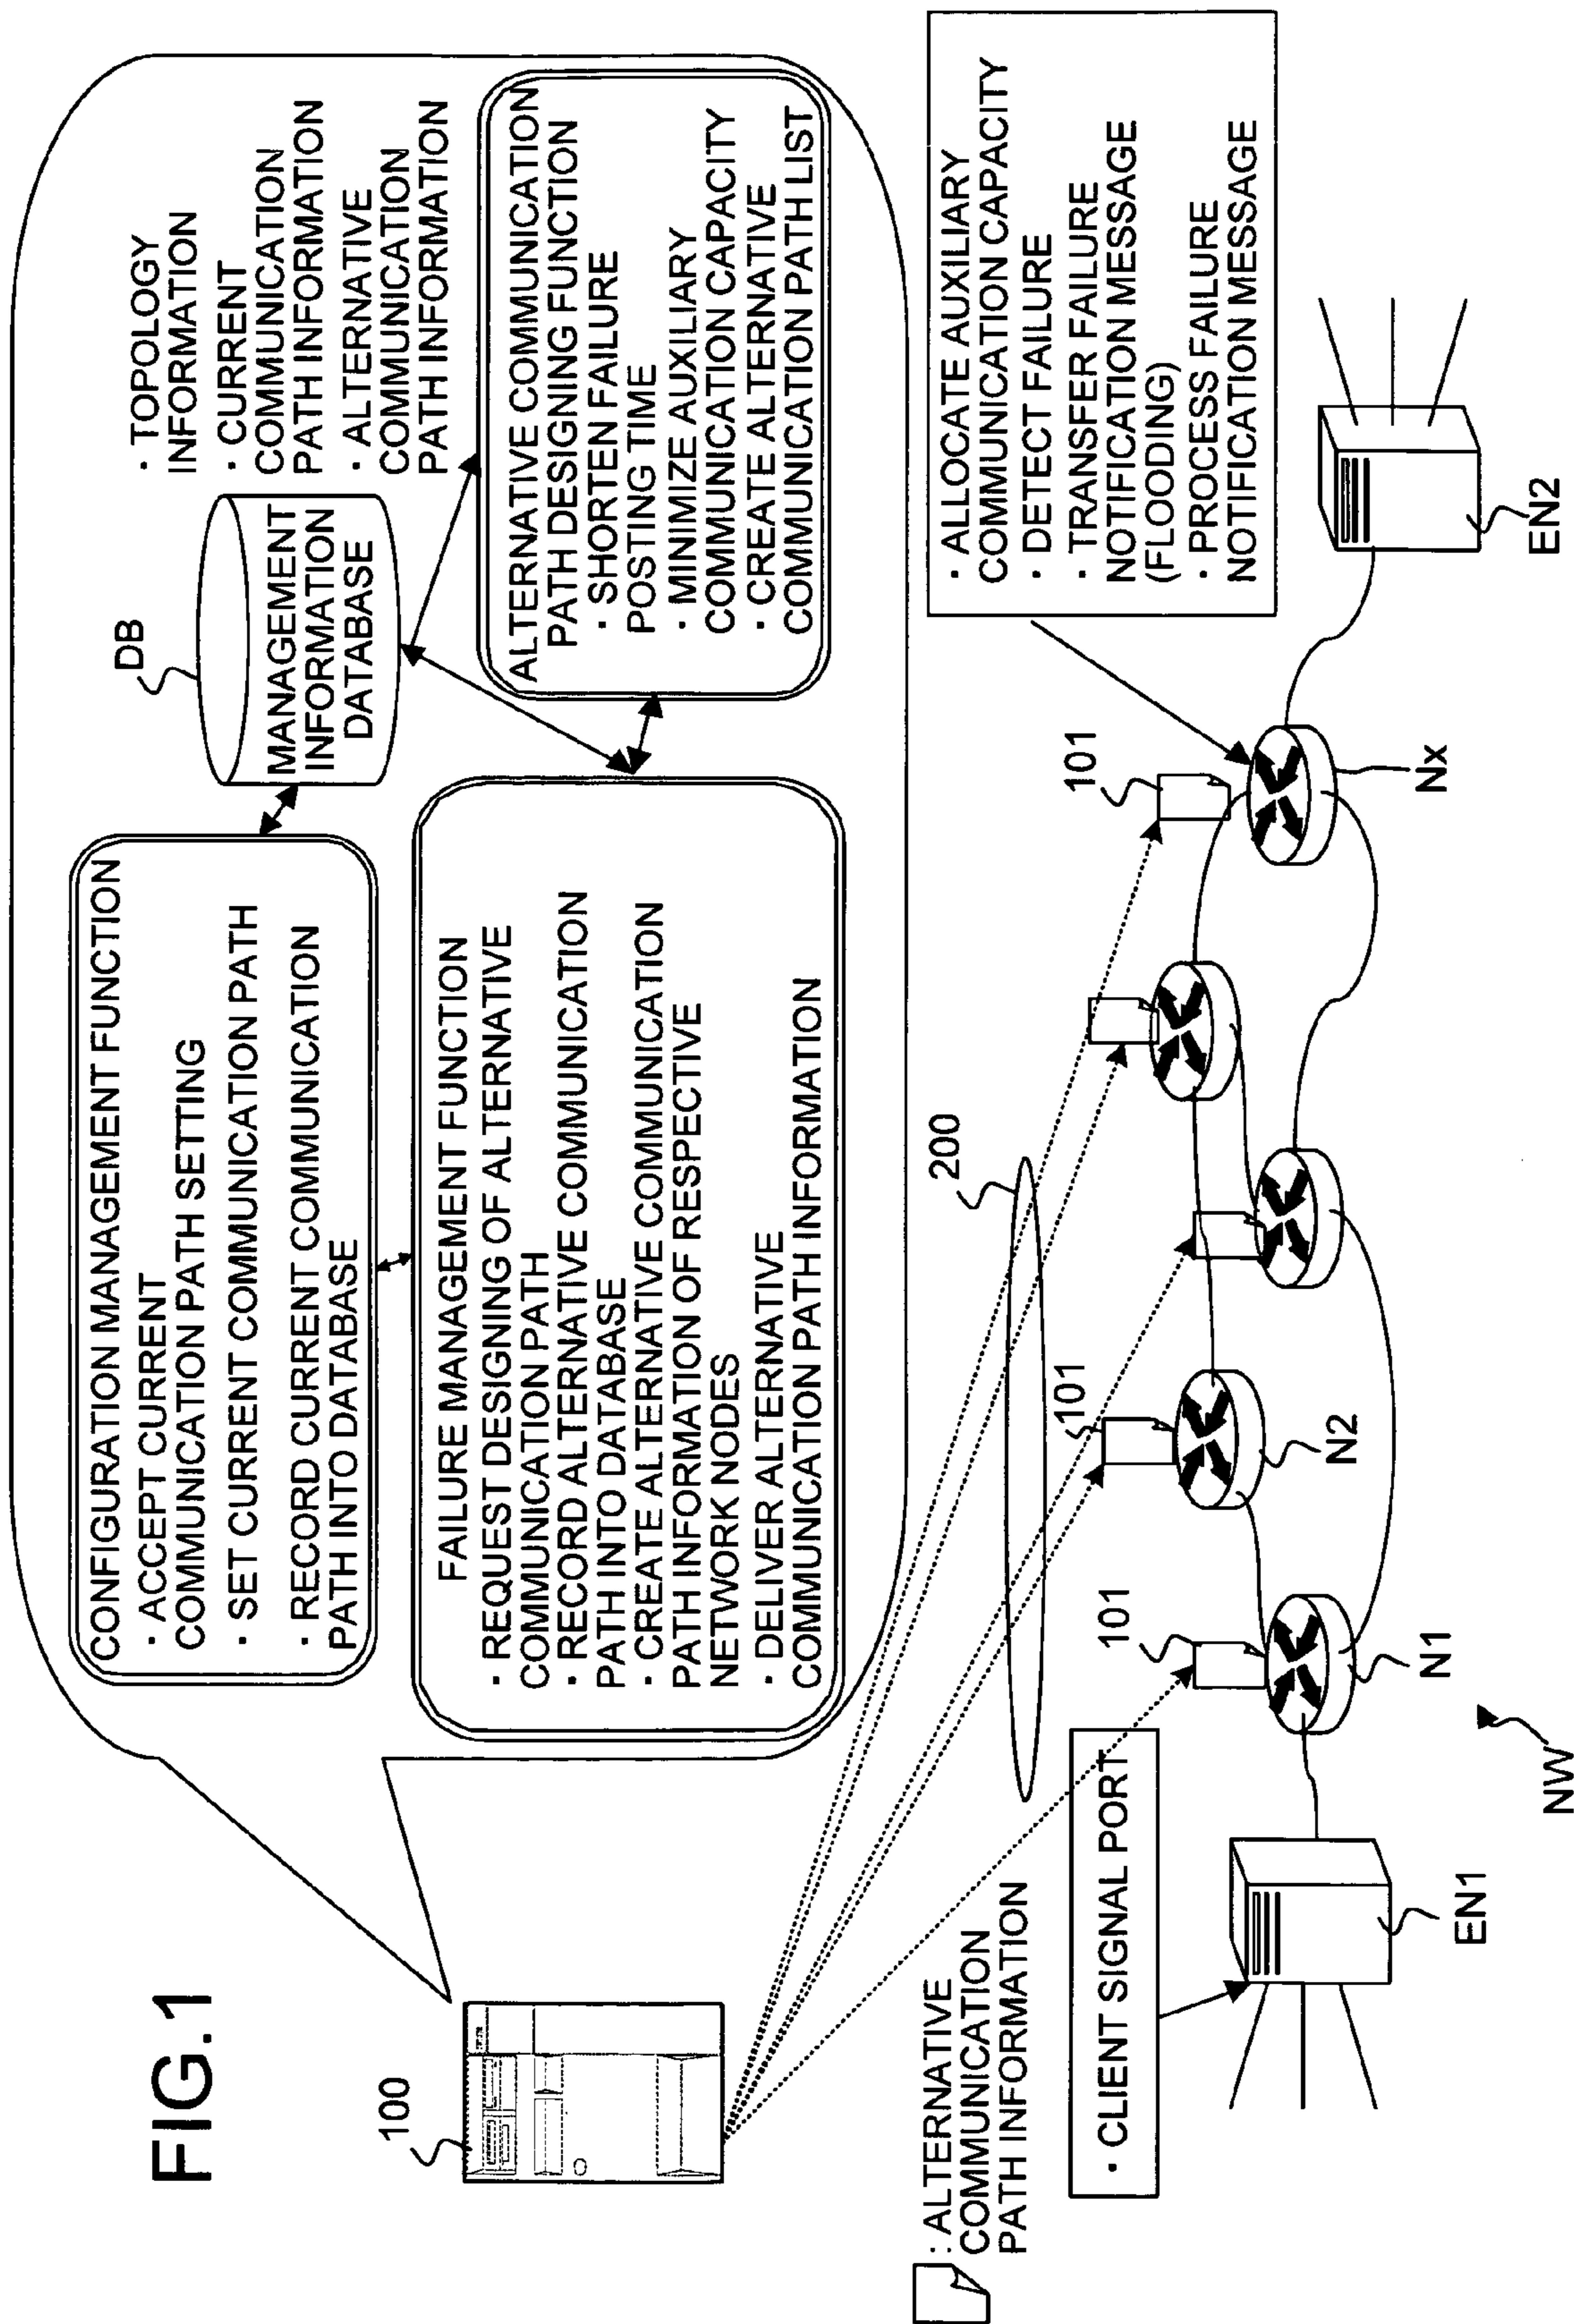 FIG.1
100
CONFIGURATION MANAGEMENT FUNCTION
· ACCEPT CURRENT
COMMUNICATION PATH SETTING
· SET CURRENT COMMUNICATION PATH
· RECORD CURRENT COMMUNICATION
PATH INTO DATABASE
DB
MANAGEMENT
INFORMATION
DATABASE
· TOPOLOGY
INFORMATION
· CURRENT
COMMUNICATION
PATH INFORMATION
· ALTERNATIVE
COMMUNICATION
PATH INFORMATION
FAILURE MANAGEMENT FUNCTION
· REQUEST DESIGNING OF ALTERNATIVE
COMMUNICATION PATH
· RECORD ALTERNATIVE COMMUNICATION
PATH INTO DATABASE
· CREATE ALTERNATIVE COMMUNICATION
PATH INFORMATION OF RESPECTIVE
NETWORK NODES
· DELIVER ALTERNATIVE
COMMUNICATION PATH INFORMATION
ALTERNATIVE COMMUNICATION
PATH DESIGNING FUNCTION
· SHORTEN FAILURE
POSTING TIME
· MINIMIZE AUXILIARY
COMMUNICATION CAPACITY
· CREATE ALTERNATIVE
COMMUNICATION PATH LIST
: ALTERNATIVE
COMMUNICATION
PATH INFORMATION
200
· ALLOCATE AUXILIARY
COMMUNICATION CAPACITY
· DETECT FAILURE
· TRANSFER FAILURE
NOTIFICATION MESSAGE
(FLOODING)
· PROCESS FAILURE
NOTIFICATION MESSAGE
· CLIENT SIGNAL PORT
101
101
101
EN1
N1
N2
Nx
EN2
NW